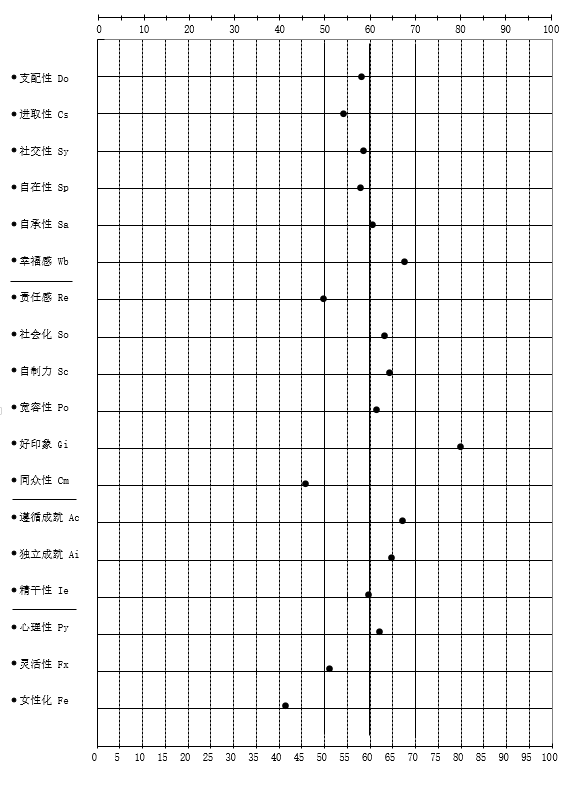 0 10 20 30 40 50 60 70 80 90 100
支配性 Do
进取性 Cs
社交性 Sy
自在性 Sp
自承性 Sa
幸福感 Wb
责任感 Re
社会化 So
自制力 Sc
宽容性 Po
好印象 Gi
同众性 Cm
遵循成就 Ac
独立成就 Ai
精干性 Ie
心理性 Py
灵活性 Fx
女性化 Fe
0 5 10 15 20 25 30 35 40 45 50 55 60 65 70 75 80 85 90 95 100